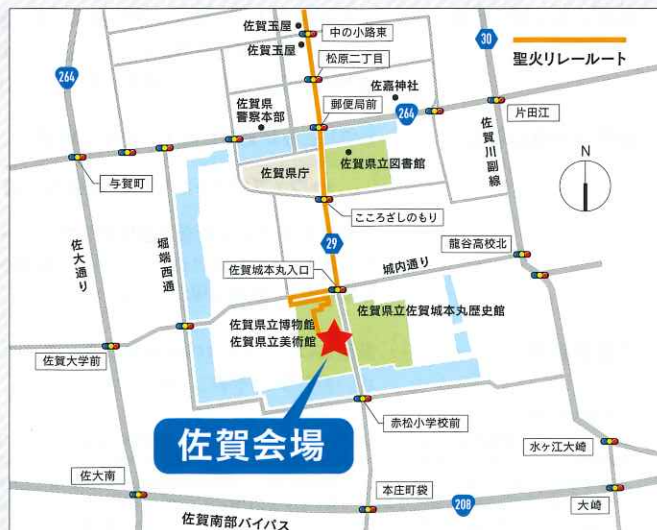 佐賀玉屋
佐賀玉屋
中の小路東
松原二丁目
30
聖火リレールート
264
佐嘉神社
佐賀県
警察本部
郵便局前
264
片田江
佐賀川副線
N
与賀町
佐賀県庁
佐賀県立図書館
こころざしのもり
佐大通り
堀端西通
29
龍谷高校北
城内通り
佐賀城本丸入口
佐賀県立博物館
佐賀県立美術館
佐賀県立佐賀城本丸歴史館
佐賀大学前
佐賀会場
赤松小学校前
水ヶ江大崎
佐大南
本庄町袋
208
大崎
佐賀南部バイパス